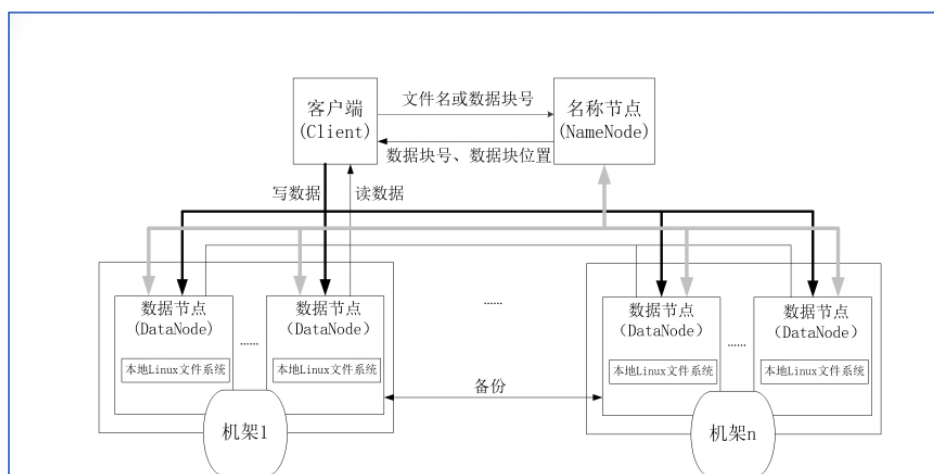 客户端
(Client)
文件名或数据块号
名称节点
(NameNode)
数据块号、数据块位置
写数据
读数据
数据节点
(DataNode)
……
数据节点
（DataNode）
……
数据节点
（DataNode）
……
数据节点
（DataNode）
本地Linux文件系统
本地Linux文件系统
本地Linux文件系统
本地Linux文件系统
备份
机架1
机架n